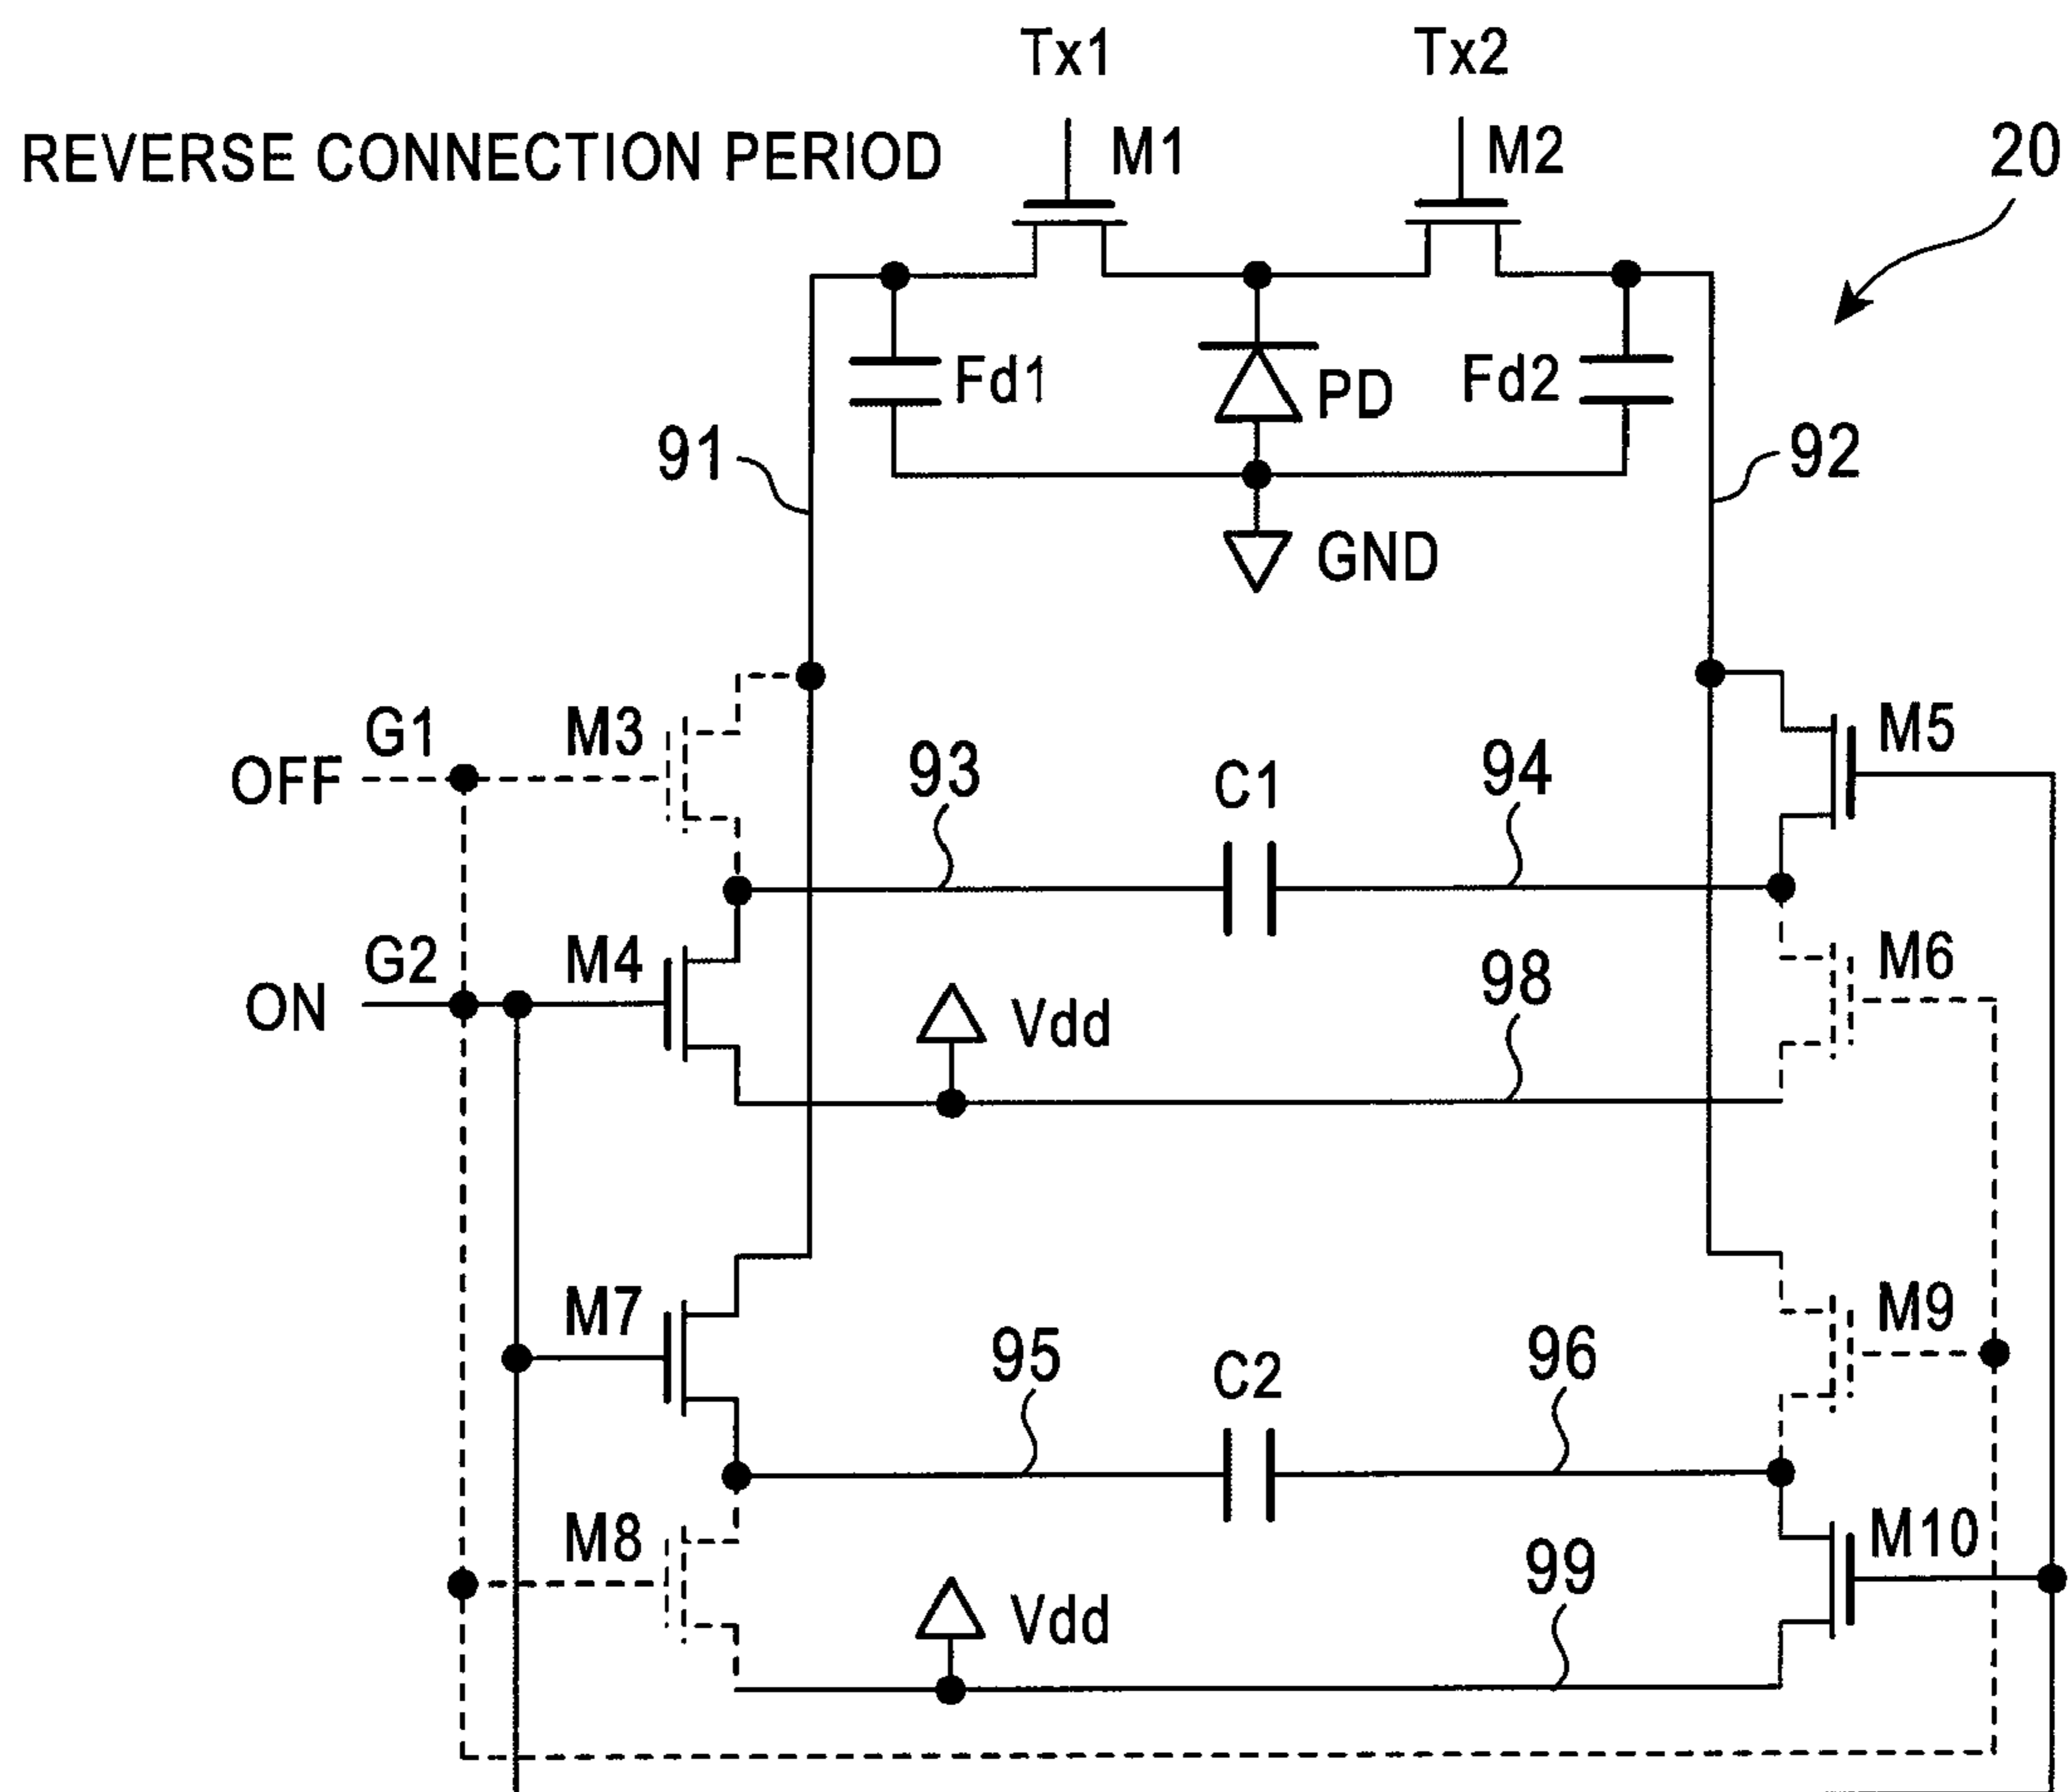 Tx1
Tx2
REVERSE CONNECTION PERIOD
M1
M2
20
Fd1
PD
Fd2
91
92
GND
G1
M3
M5
OFF
93
C1
94
G2
M4
M6
ON
Vdd
98
M7
M9
95
C2
96
M8
M10
Vdd
99